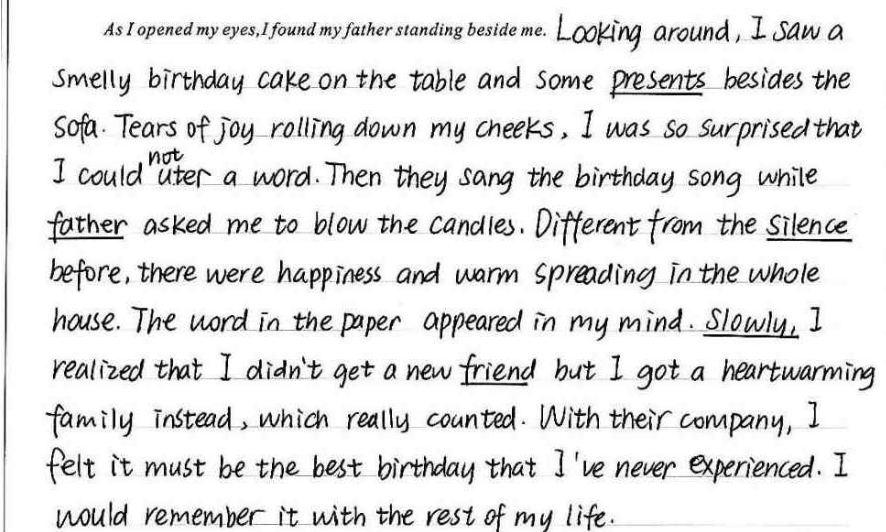 As I opened my eyes,I found my father standing beside me. Looking around, I saw a
smelly birthday cake on the table and some presents besides the
sofa. Tears of joy rolling down my cheeks, I was so surprised that
I could not uter a word. Then they sang the birthday song while
father asked me to blow the candles. Different from the silence
before, there were happiness and warm spreading in the whole
house. The word in the paper appeared in my mind. Slowly, I
realized that I didn't get a new friend but I got a heartwarming
family instead, which really counted. With their company, I
felt it must be the best birthday that I've never experienced. I
would remember it with the rest of my life.